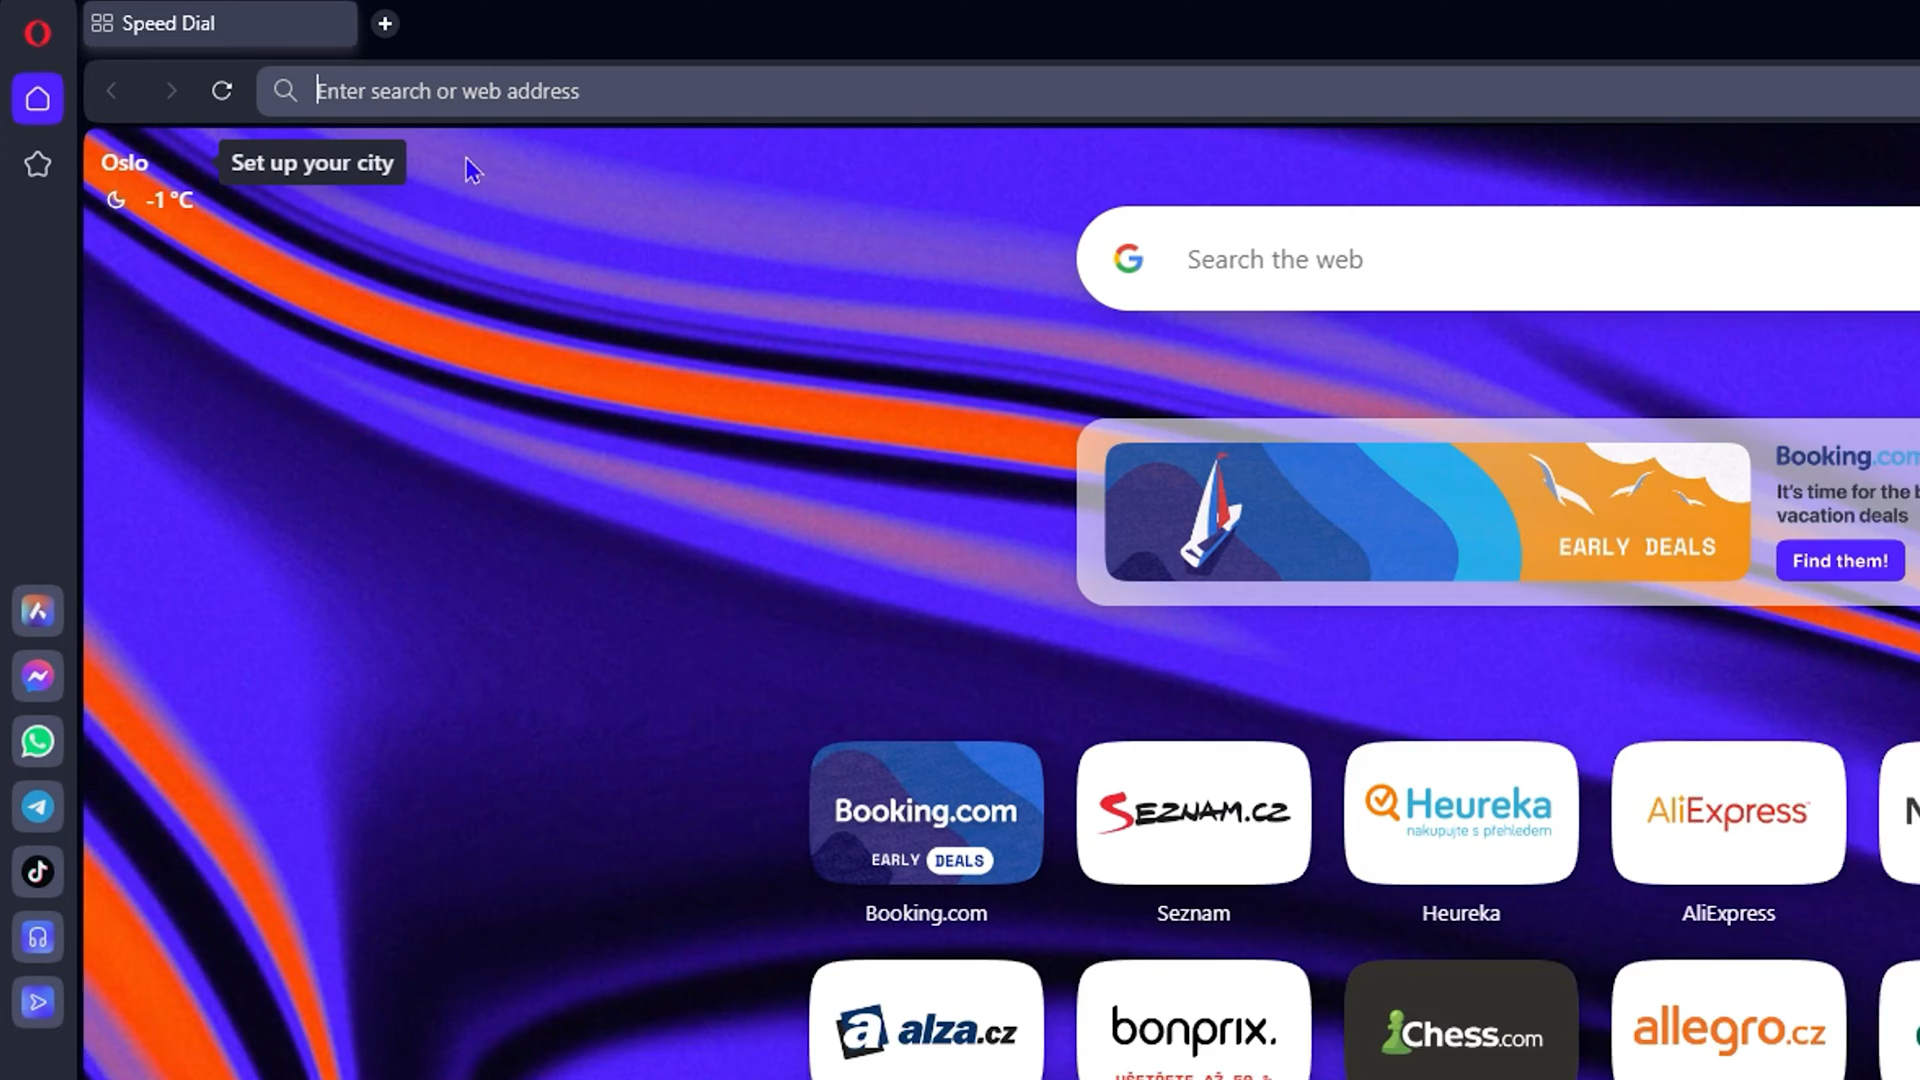 Speed Dial
Enter search or web address
Oslo
Set up your city
-1 °C
Search the web
EARLY DEALS
Booking.com
It's time for the
vacation deals
Find them!
Booking.com
EARLY DEALS
SEZNAM.CZ
Heureka
nakupujte s přehledem
AliExpress
N
Booking.com
Seznam
Heureka
AliExpress
a alza.cz
bonprix.
Chess.com
allegro.cz